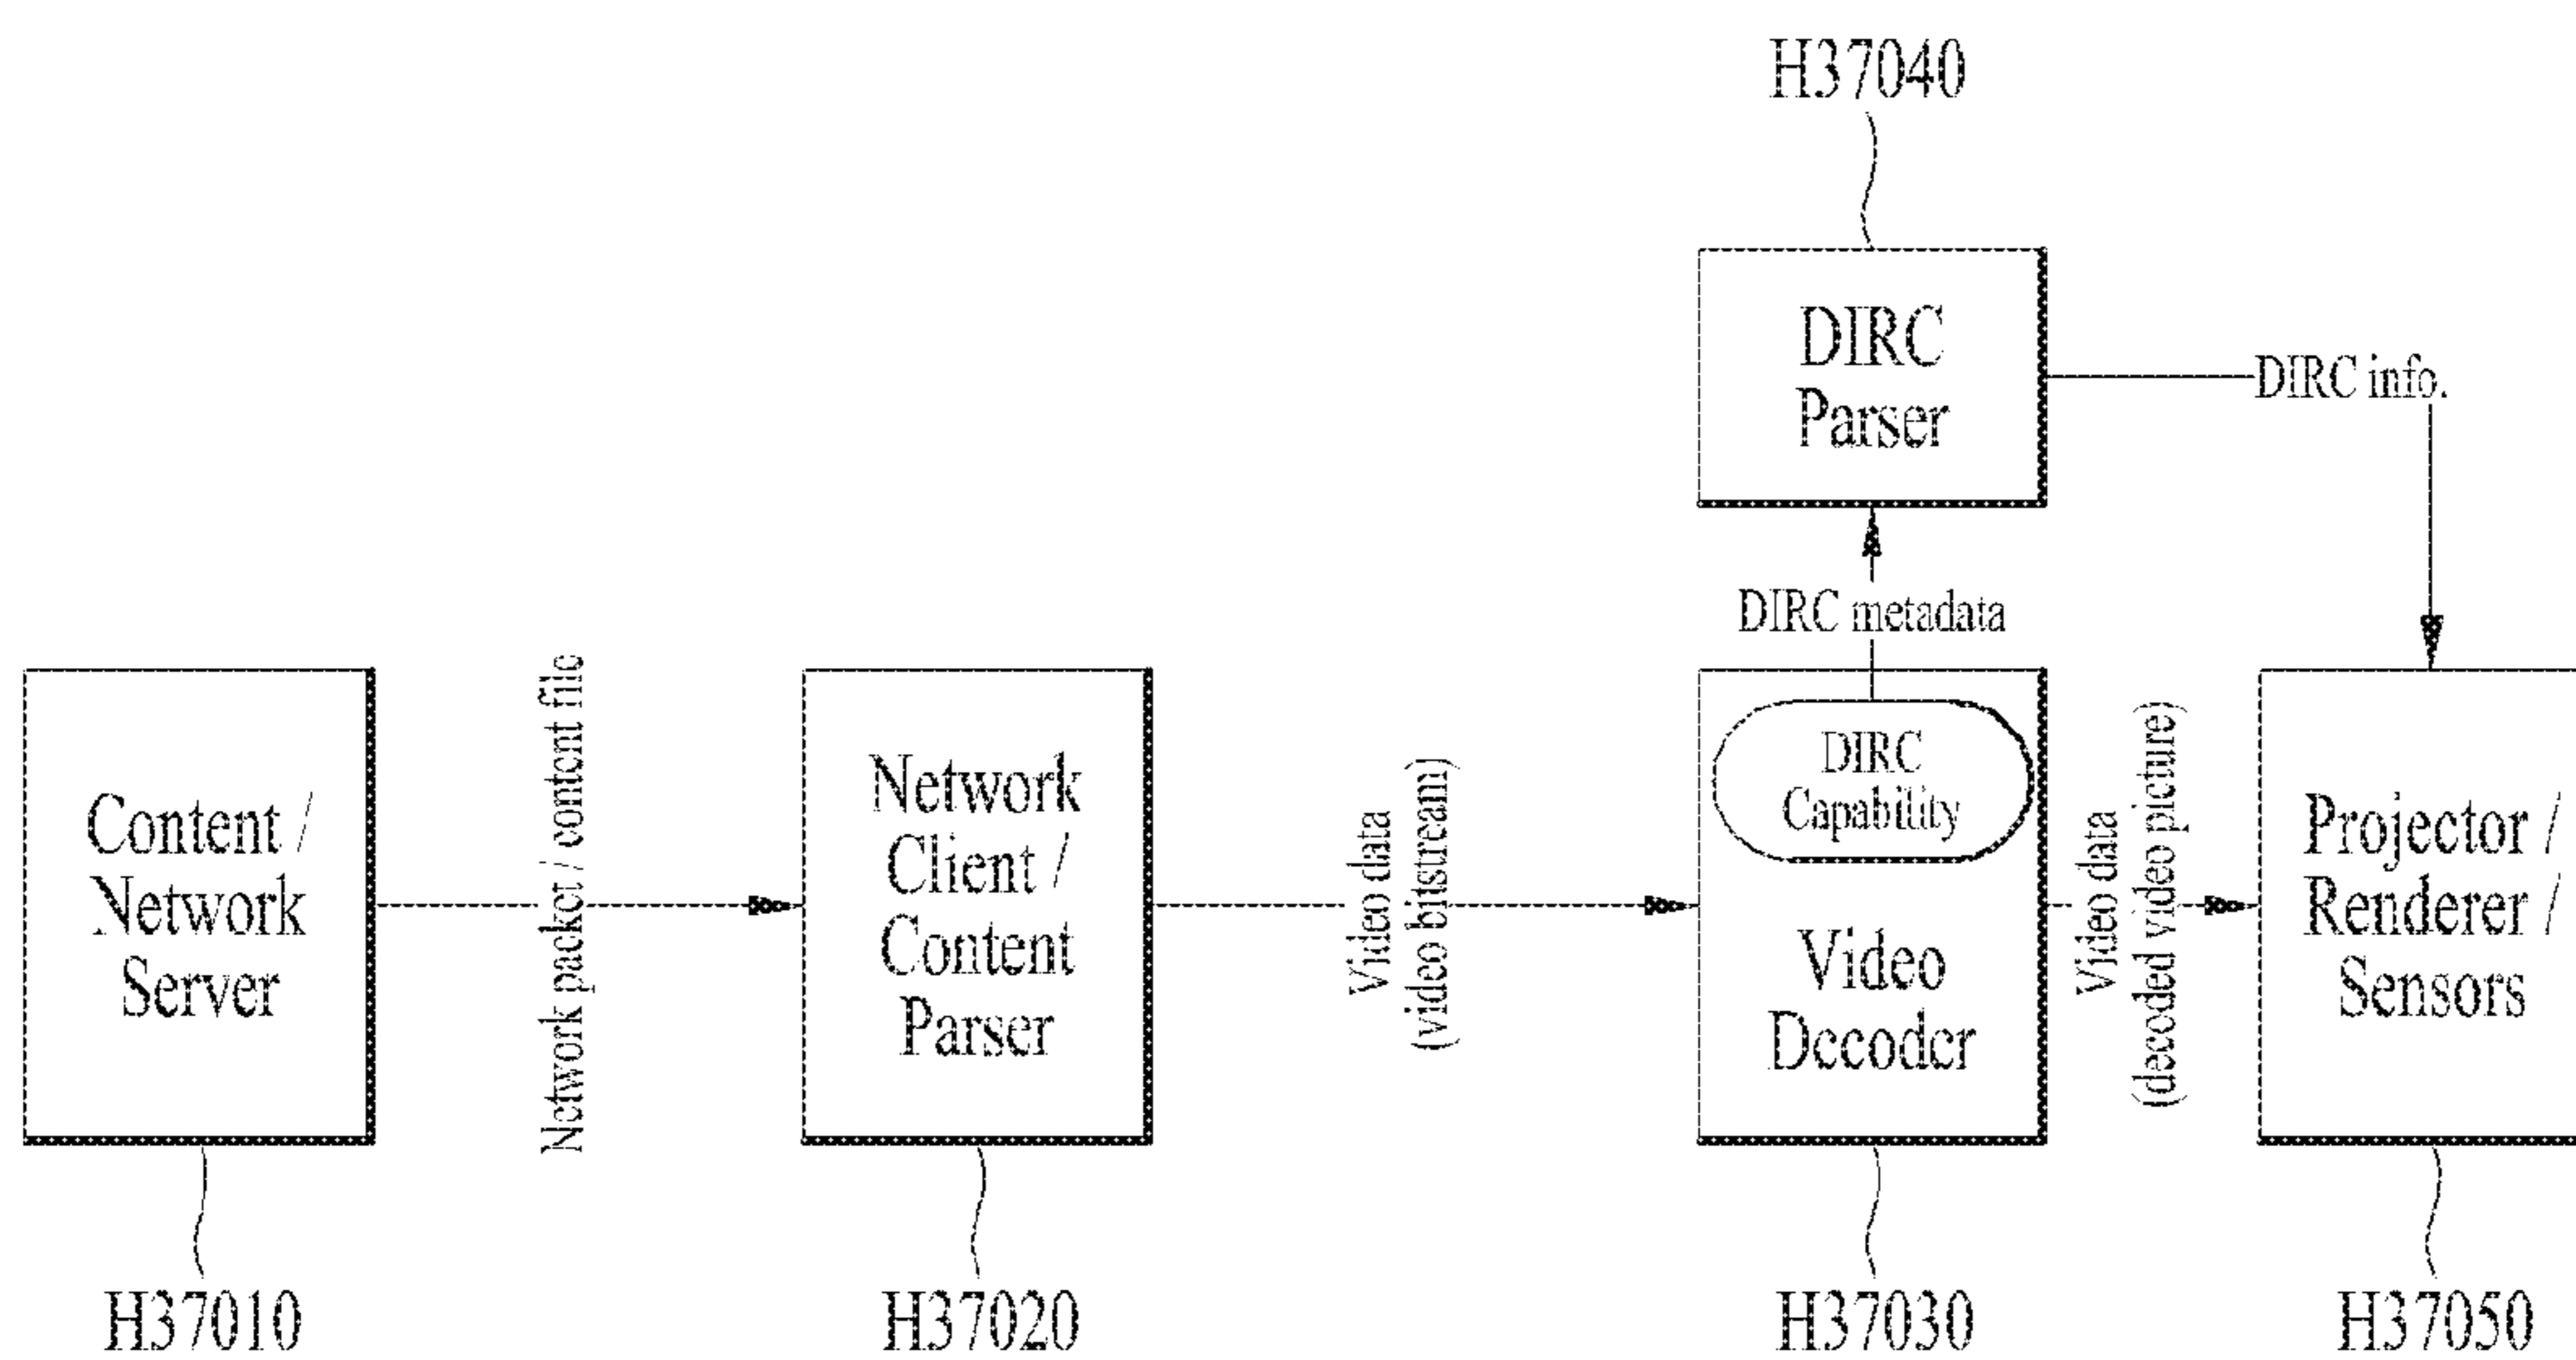 H37040
DIRC
Parser
DIRC info.
DIRC metadata
Content /
Network
Server
Network packet / content file
Network
Client /
Content
Parser
Video data
(video bitstream)
DIRC
Capability
Video
Decoder
Video data
(decoded video picture)
Projector /
Renderer /
Sensors
H37010
H37020
H37030
H37050